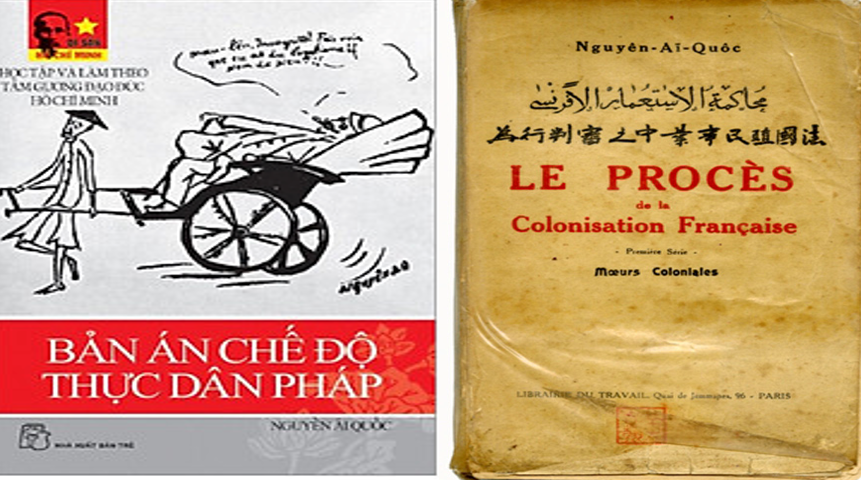 DI SẢN
HỒ CHÍ MINH
HỌC TẬP VÀ LÀM THEO
TẤM GƯƠNG ĐẠO ĐỨC
HỒ CHÍ MINH
BẢN ÁN CHẾ ĐỘ
THỰC DÂN PHÁP
NGUYỄN ÁI QUỐC
NHÀ XUẤT BẢN TRẺ
Nguyên-Aï-Quôc
محاكمة الاستعمار الافرنسي
法國殖民事業中之審判行為
LE PROCÈS
de la
Colonisation Française
- Première Série -
Mœurs Coloniales
LIBRAIRIE DU TRAVAIL, Quai de Jemmapes, 96 - PARIS